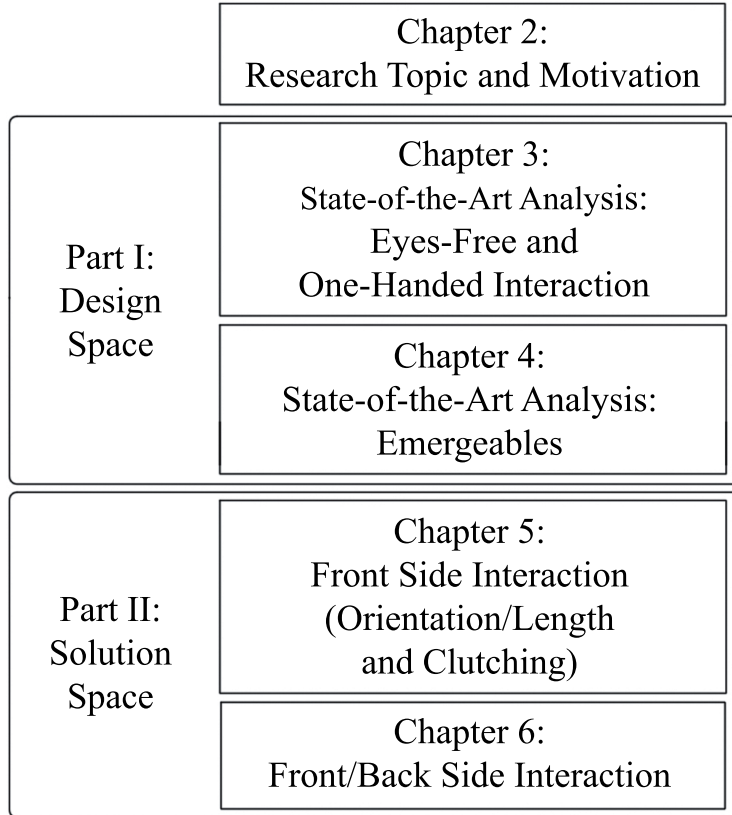 Chapter 2:
Research Topic and Motivation
Part I:
Design
Space
Chapter 3:
State-of-the-Art Analysis:
Eyes-Free and
One-Handed Interaction
Chapter 4:
State-of-the-Art Analysis:
Emergeables
Part II:
Solution
Space
Chapter 5:
Front Side Interaction
(Orientation/Length
and Clutching)
Chapter 6:
Front/Back Side Interaction